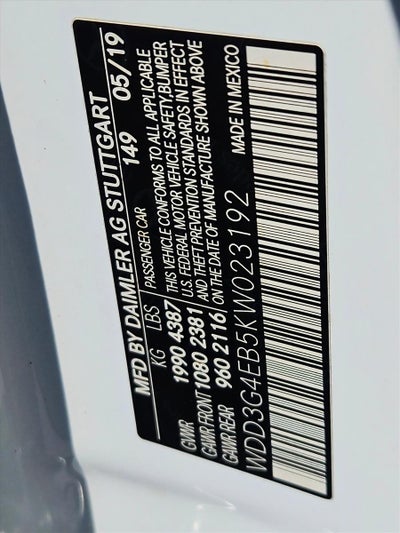 MFD BY DAIMLER AG STUTTGART
149 05/19
KG LBS PASSENGER CAR
GVWR 1990 4387 THIS VEHICLE CONFORMS TO ALL APPLICABLE
U.S. FEDERAL MOTOR VEHICLE SAFETY,BUMPER
GAWR FRONT 1080 2381 AND THEFT PREVENTION STANDARDS IN EFFECT
GAWR REAR 960 2116 ON THE DATE OF MANUFACTURE SHOWN ABOVE
WDD3G4EB5KW023192 MADE IN MEXICO